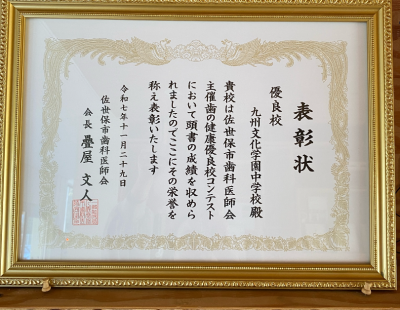 表彰状
優良校
九州文化学園中学校殿
貴校は佐世保市歯科医師会
主催歯の健康優良校コンテスト
において頭書の成績を収めら
れましたのでここにその栄誉を
称え表彰いたします
令和七年十一月二十九日
佐世保市歯科医師会
会長 疊屋 文人